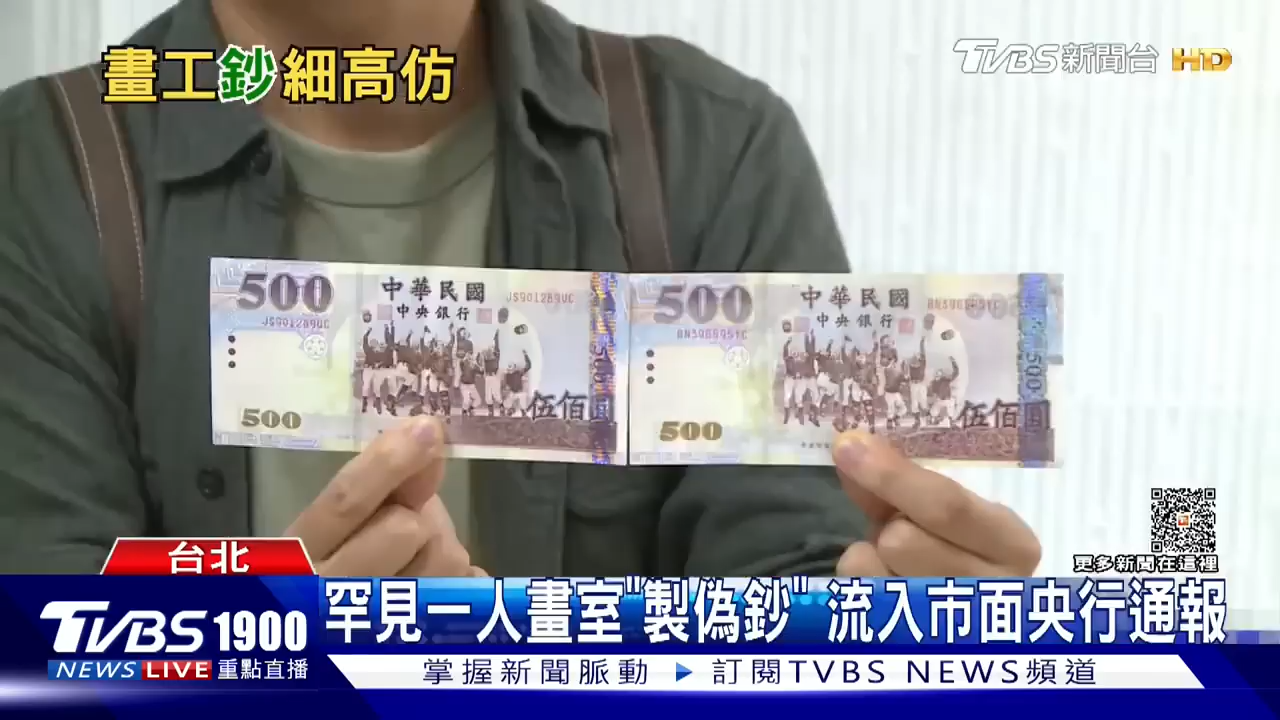 畫工鈔細高仿
TVBS新聞台 HD
500
中華民國
中央銀行
JS901289UC
JS901289UC
500
伍佰圓
500
500
中華民國
中央銀行
500
伍佰圓
500
更多新聞在這裡
台北
罕見一人畫室"製偽鈔" 流入市面央行通報
TVBS 1900
NEWS LIVE 重點直播
掌握新聞脈動 ▶ 訂閱TVBS NEWS頻道